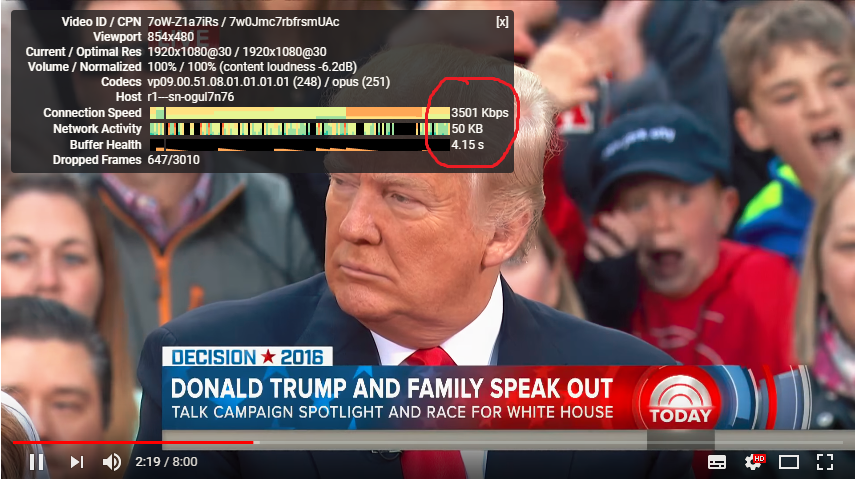 Video ID / CPN 7oW-Z1a7iRs / 7w0Jmc7rbfrsmUAc [x]
Viewport 854x480
Current / Optimal Res 1920x1080@30 / 1920x1080@30
Volume / Normalized 100% / 100% (content loudness -6.2dB)
Codecs vp09.00.51.08.01.01.01.01 (248) / opus (251)
Host r1---sn-ogul7n76
Connection Speed 3501 Kbps
Network Activity 50 KB
Buffer Health 4.15 s
Dropped Frames 647/3010
DECISION ★ 2016
DONALD TRUMP AND FAMILY SPEAK OUT
TALK CAMPAIGN SPOTLIGHT AND RACE FOR WHITE HOUSE
TODAY
2:19 / 8:00 HD